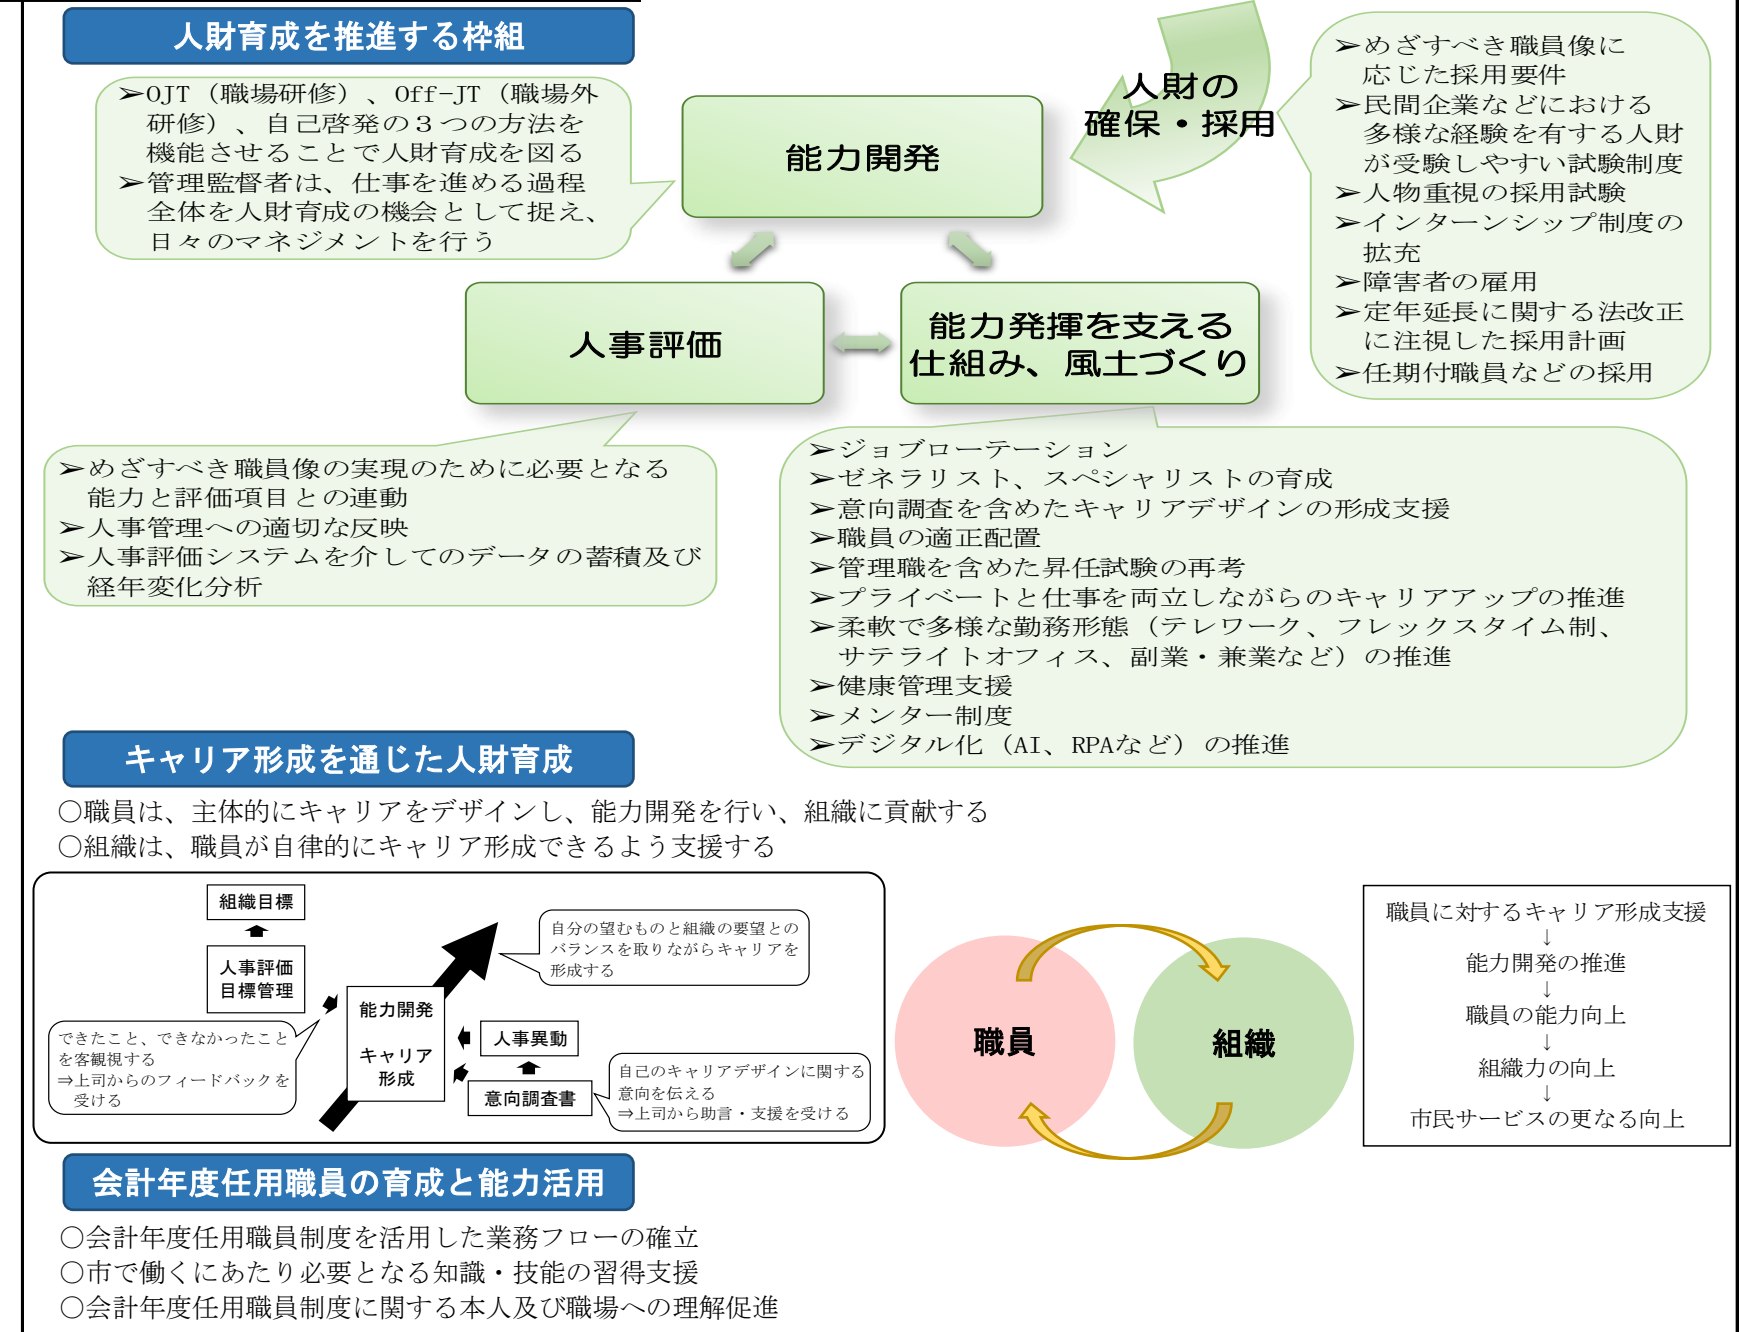 人財育成を推進する枠組
➢OJT（職場研修）、Off-JT（職場外
研修）、自己啓発の３つの方法を
機能させることで人財育成を図る
➢管理監督者は、仕事を進める過程
全体を人財育成の機会として捉え、
日々のマネジメントを行う
能力開発
人財の
確保・採用
➢めざすべき職員像に
応じた採用要件
➢民間企業などにおける
多様な経験を有する人財
が受験しやすい試験制度
➢人物重視の採用試験
➢インターンシップ制度の
拡充
➢障害者の雇用
➢定年延長に関する法改正
に注視した採用計画
➢任期付職員などの採用
人事評価
能力発揮を支える
仕組み、風土づくり
➢めざすべき職員像の実現のために必要となる
能力と評価項目との連動
➢人事管理への適切な反映
➢人事評価システムを介してのデータの蓄積及び
経年変化分析
➢ジョブローテーション
➢ゼネラリスト、スペシャリストの育成
➢意向調査を含めたキャリアデザインの形成支援
➢職員の適正配置
➢管理職を含めた昇任試験の再考
➢プライベートと仕事を両立しながらのキャリアアップの推進
➢柔軟で多様な勤務形態（テレワーク、フレックスタイム制、
サテライトオフィス、副業・兼業など）の推進
➢健康管理支援
➢メンター制度
➢デジタル化（AI、RPAなど）の推進
キャリア形成を通じた人財育成
○職員は、主体的にキャリアをデザインし、能力開発を行い、組織に貢献する
○組織は、職員が自律的にキャリア形成できるよう支援する
組織目標
人事評価
目標管理
できたこと、できなかったこと
を客観視する
⇒上司からのフィードバックを
受ける
能力開発
キャリア
形成
自分の望むものと組織の要望との
バランスを取りながらキャリアを
形成する
人事異動
意向調査書
自己のキャリアデザインに関する
意向を伝える
⇒上司から助言・支援を受ける
職員
組織
職員に対するキャリア形成支援
↓
能力開発の推進
↓
職員の能力向上
↓
組織力の向上
↓
市民サービスの更なる向上
会計年度任用職員の育成と能力活用
○会計年度任用職員制度を活用した業務フローの確立
○市で働くにあたり必要となる知識・技能の習得支援
○会計年度任用職員制度に関する本人及び職場への理解促進